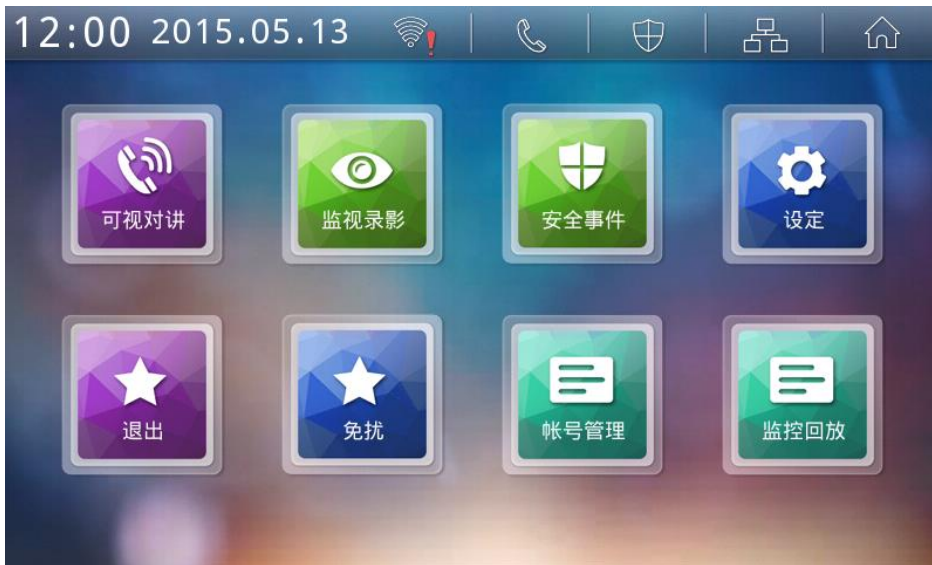 12:00 2015.05.13
可视对讲 监视录影 安全事件 设定
退出 免扰 帐号管理 监控回放